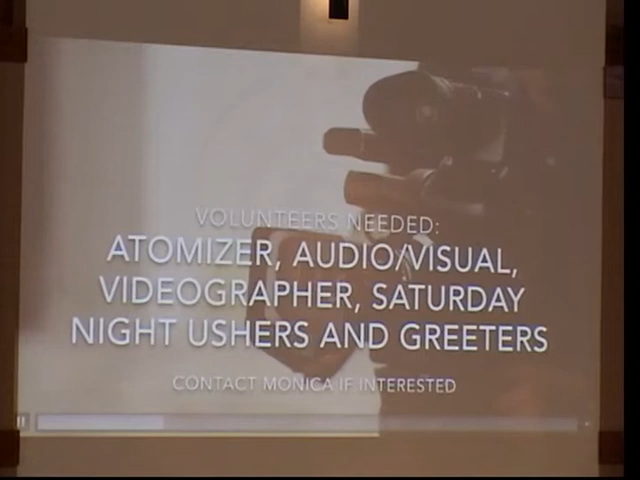 VOLUNTEERS NEEDED:
ATOMIZER, AUDIO/VISUAL,
VIDEOGRAPHER, SATURDAY
NIGHT USHERS AND GREETERS
CONTACT MONICA IF INTERESTED